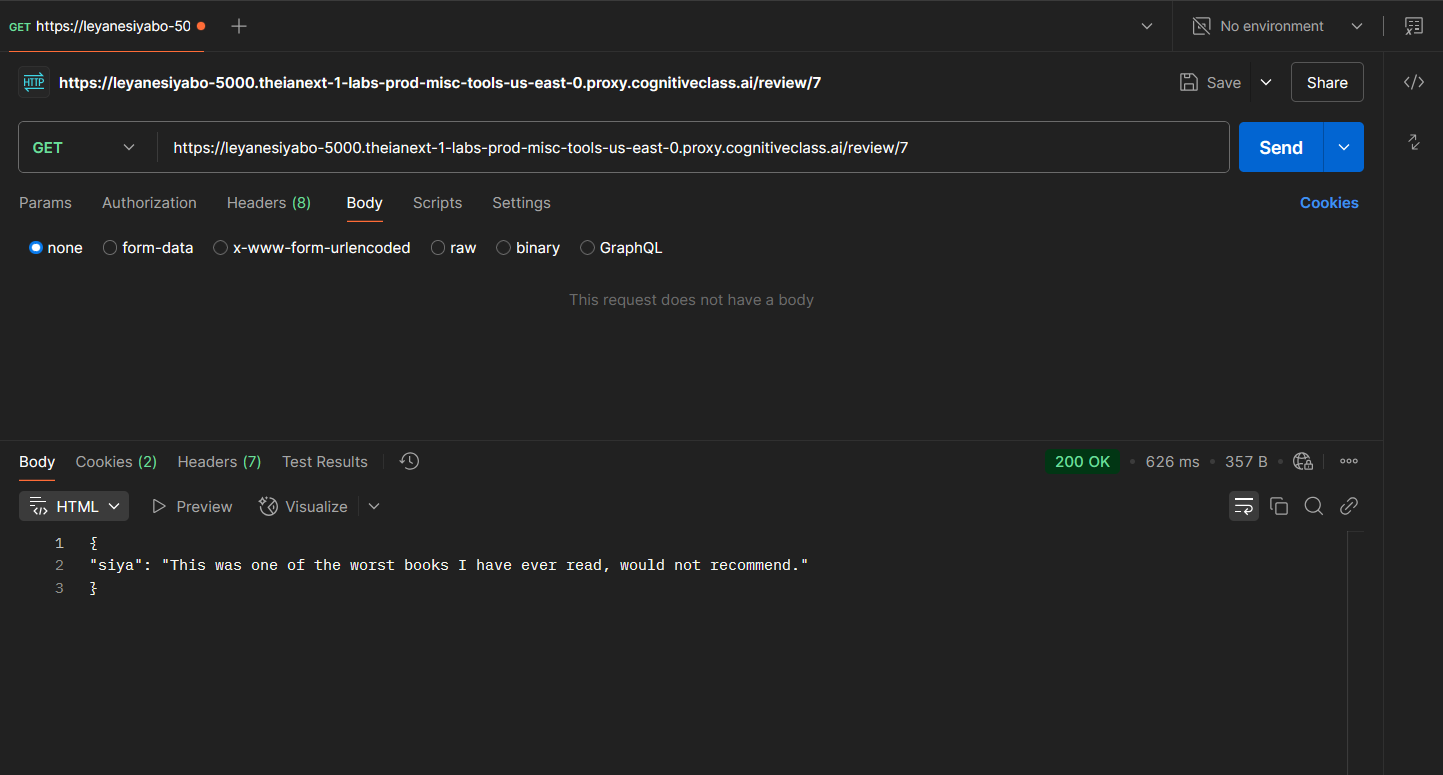 GET https://leyanesiyabo-50
No environment
HTTP https://leyanesiyabo-5000.theianext-1-labs-prod-misc-tools-us-east-0.proxy.cognitiveclass.ai/review/7
Save
Share
GET
https://leyanesiyabo-5000.theianext-1-labs-prod-misc-tools-us-east-0.proxy.cognitiveclass.ai/review/7
Send
Params Authorization Headers (8) Body Scripts Settings
Cookies
none form-data x-www-form-urlencoded raw binary GraphQL
This request does not have a body
Body Cookies (2) Headers (7) Test Results
200 OK • 626 ms • 357 B
HTML Preview Visualize
1 {
2 "siya": "This was one of the worst books I have ever read, would not recommend."
3 }